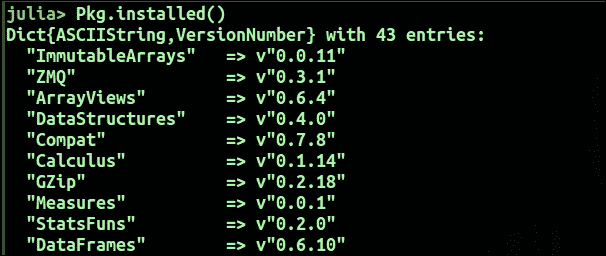 julia> Pkg.installed()
Dict{ASCIIString,VersionNumber} with 43 entries:
"ImmutableArrays" => v"0.0.11"
"ZMQ" => v"0.3.1"
"ArrayViews" => v"0.6.4"
"DataStructures" => v"0.4.0"
"Compat" => v"0.7.8"
"Calculus" => v"0.1.14"
"GZip" => v"0.2.18"
"Measures" => v"0.0.1"
"StatsFuns" => v"0.2.0"
"DataFrames" => v"0.6.10"